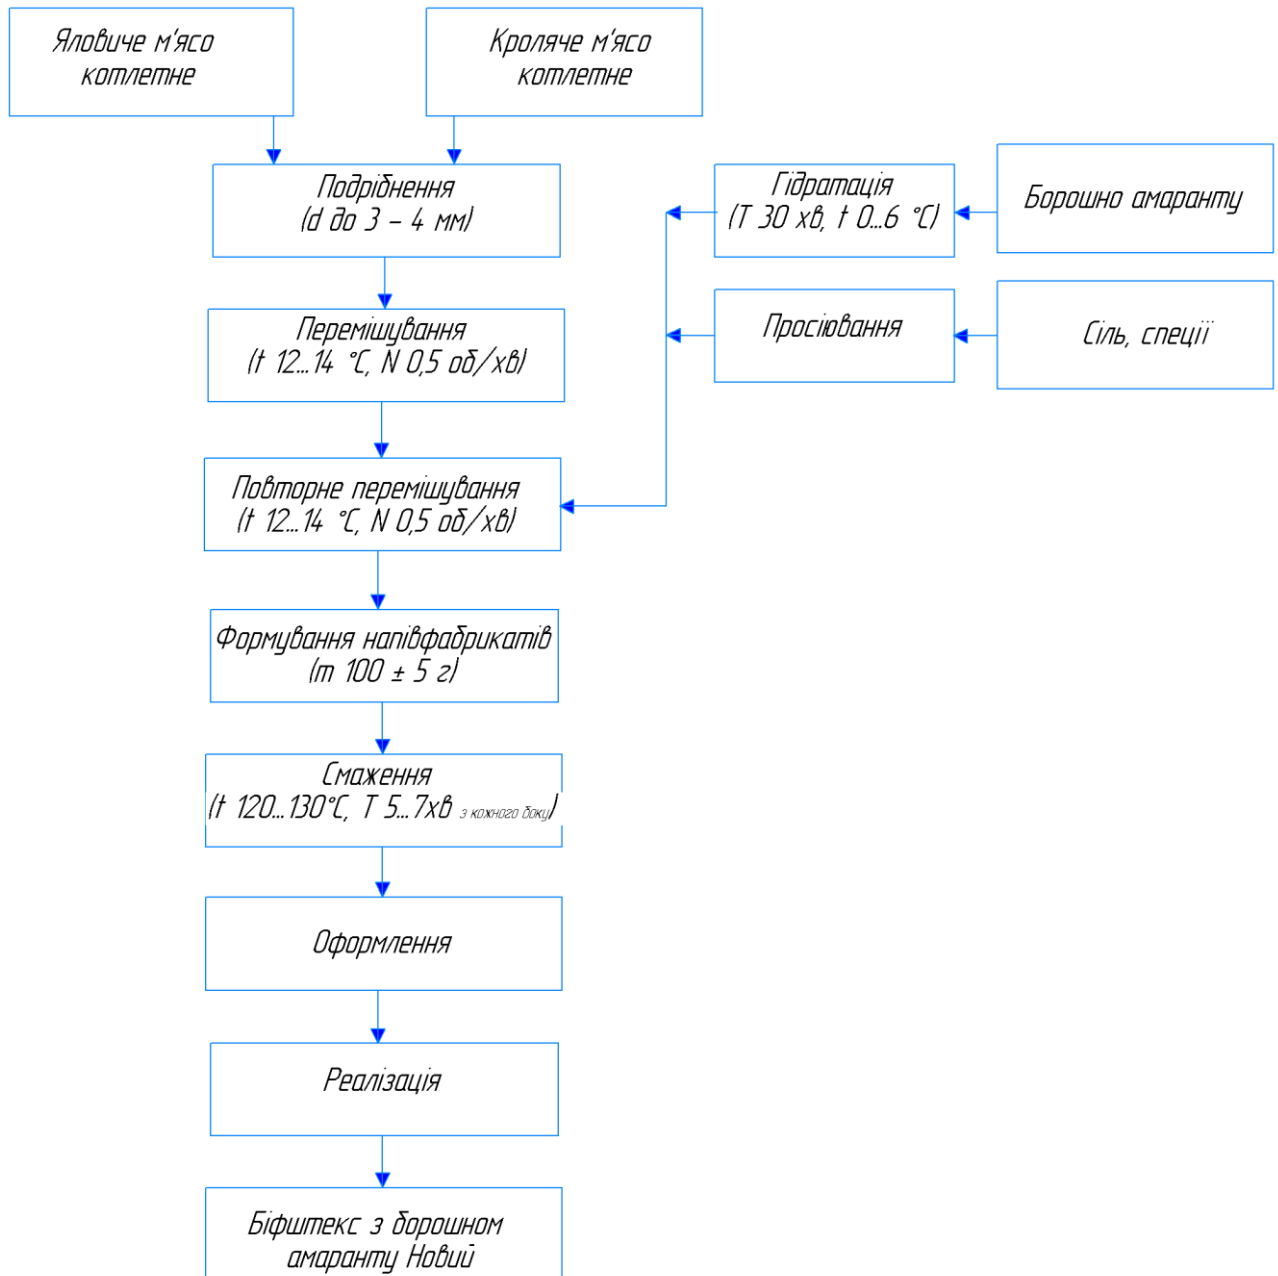 Яловиче м'ясо
котлетне
Кроляче м'ясо
котлетне
Подрібнення
(d до 3 – 4 мм)
Гідратація
(Т 30 хв, t 0...6 °С)
Борошно амаранту
Перемішування
(t 12...14 °С, N 0,5 об/хв)
Просіювання
Сіль, спеції
Повторне перемішування
(t 12...14 °С, N 0,5 об/хв)
Формування напівфабрикатів
(m 100 ± 5 г)
Смаження
(t 120...130°С, Т 5...7хв з кожного боку)
Оформлення
Реалізація
Біфштекс з борошном
амаранту Новий